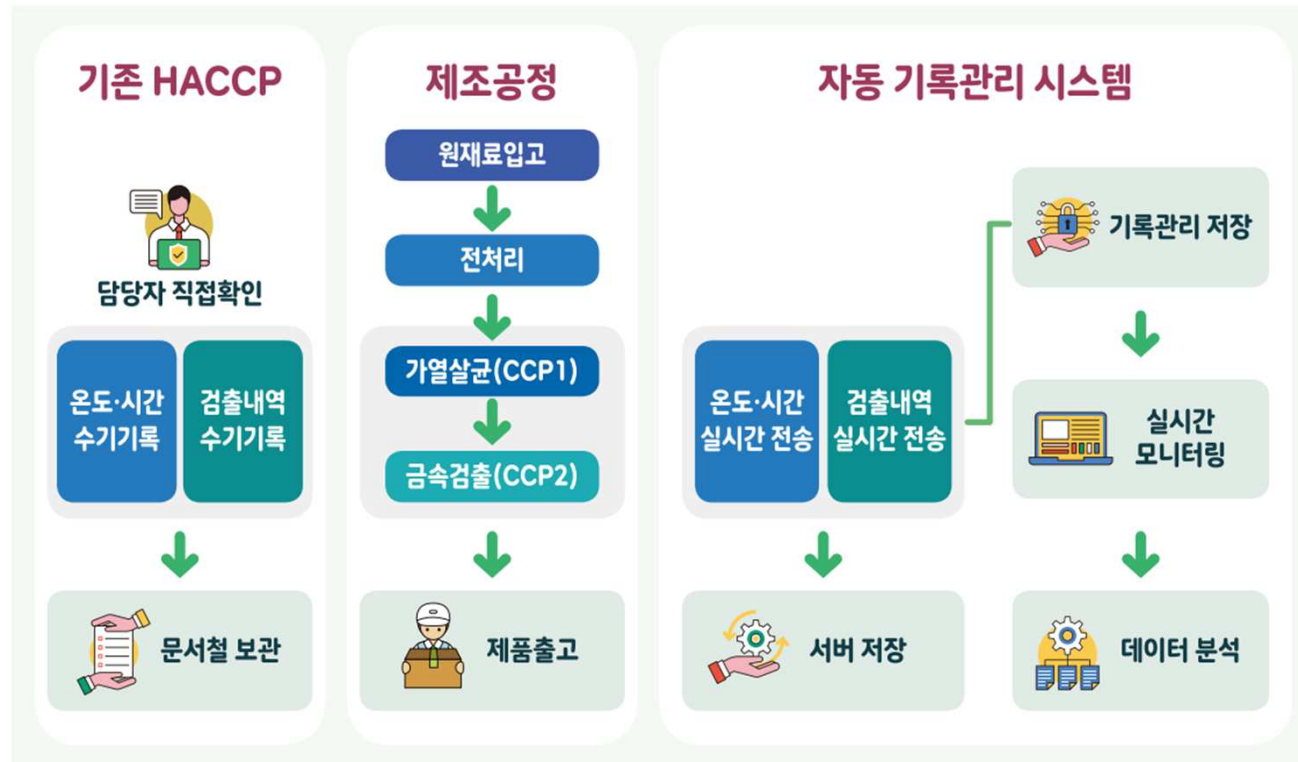 기존 HACCP
담당자 직접확인
온도·시간
수기기록
검출내역
수기기록
문서철 보관
제조공정
원재료입고
전처리
가열살균(CCP1)
금속검출(CCP2)
제품출고
자동 기록관리 시스템
온도·시간
실시간 전송
검출내역
실시간 전송
서버 저장
기록관리 저장
실시간
모니터링
데이터 분석